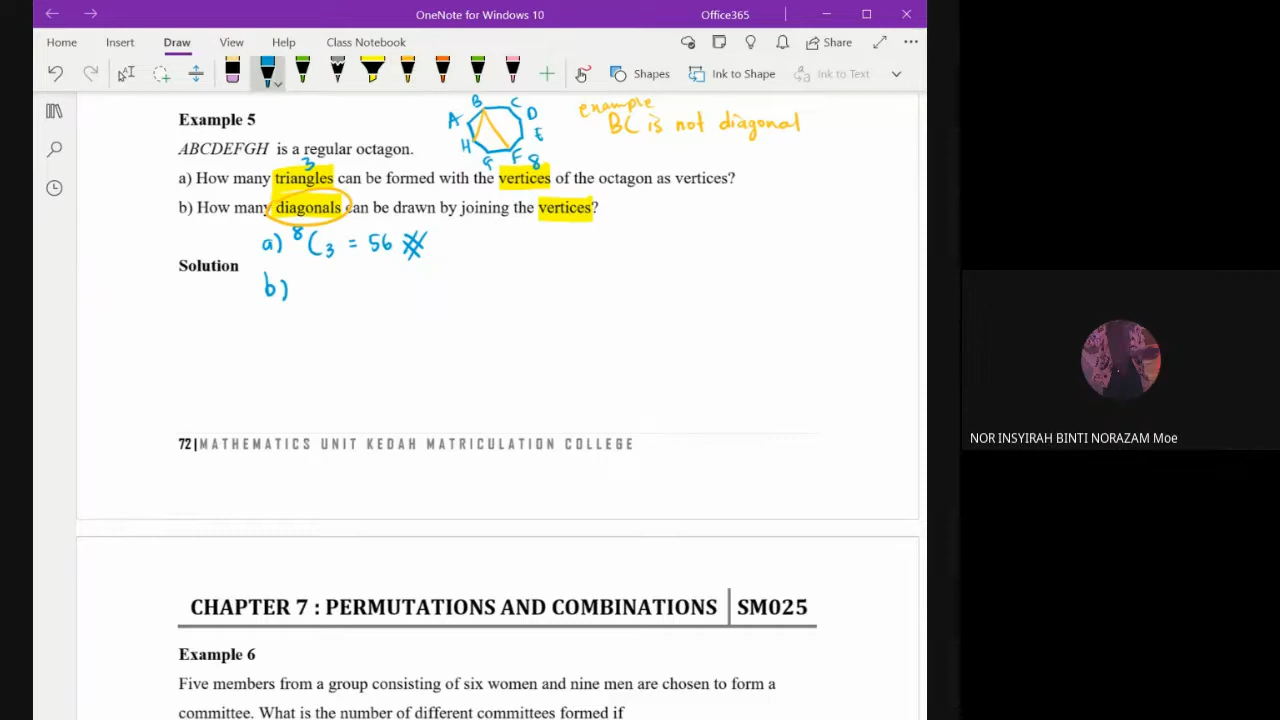 OneNote for Windows 10
Office365
Home Insert Draw View Help Class Notebook
Share
Shapes Ink to Shape Ink to Text
Example 5
ABCDEFGH is a regular octagon.
A B C D E F G H
example
BC is not diagonal
3
8
a) How many triangles can be formed with the vertices of the octagon as vertices?
b) How many diagonals can be drawn by joining the vertices?
a) ⁸C₃ = 56
Solution
b)
72|MATHEMATICS UNIT KEDAH MATRICULATION COLLEGE
NOR INSYIRAH BINTI NORAZAM Moe
CHAPTER 7 : PERMUTATIONS AND COMBINATIONS SM025
Example 6
Five members from a group consisting of six women and nine men are chosen to form a
committee. What is the number of different committees formed if